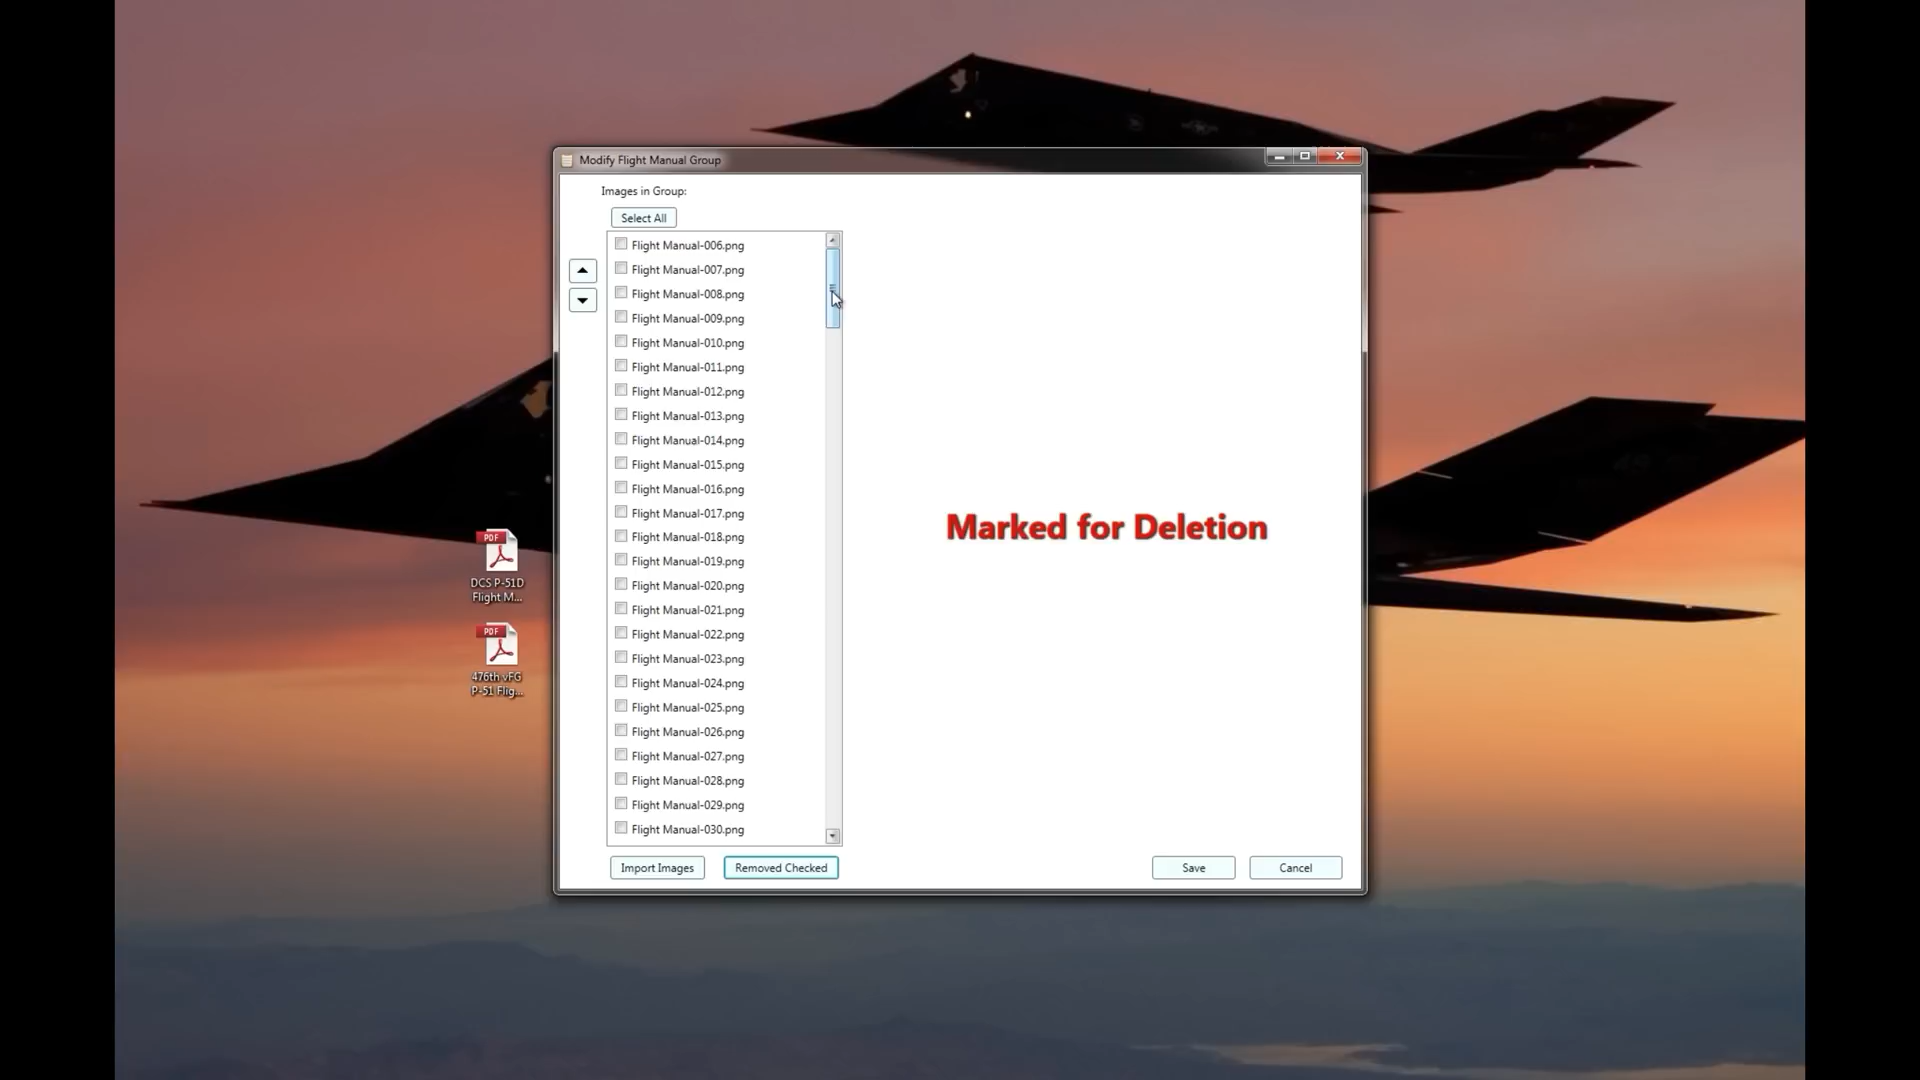 Modify Flight Manual Group
Images in Group:
Select All
Flight Manual-006.png
Flight Manual-007.png
Flight Manual-008.png
Flight Manual-009.png
Flight Manual-010.png
Flight Manual-011.png
Flight Manual-012.png
Flight Manual-013.png
Flight Manual-014.png
Flight Manual-015.png
Flight Manual-016.png
Flight Manual-017.png
Flight Manual-018.png
Flight Manual-019.png
Flight Manual-020.png
Flight Manual-021.png
Flight Manual-022.png
Flight Manual-023.png
Flight Manual-024.png
Flight Manual-025.png
Flight Manual-026.png
Flight Manual-027.png
Flight Manual-028.png
Flight Manual-029.png
Flight Manual-030.png
Marked for Deletion
Import Images
Removed Checked
Save
Cancel
PDF
DCS P-51D
Flight M...
PDF
476th vFG
P-51 Flig...